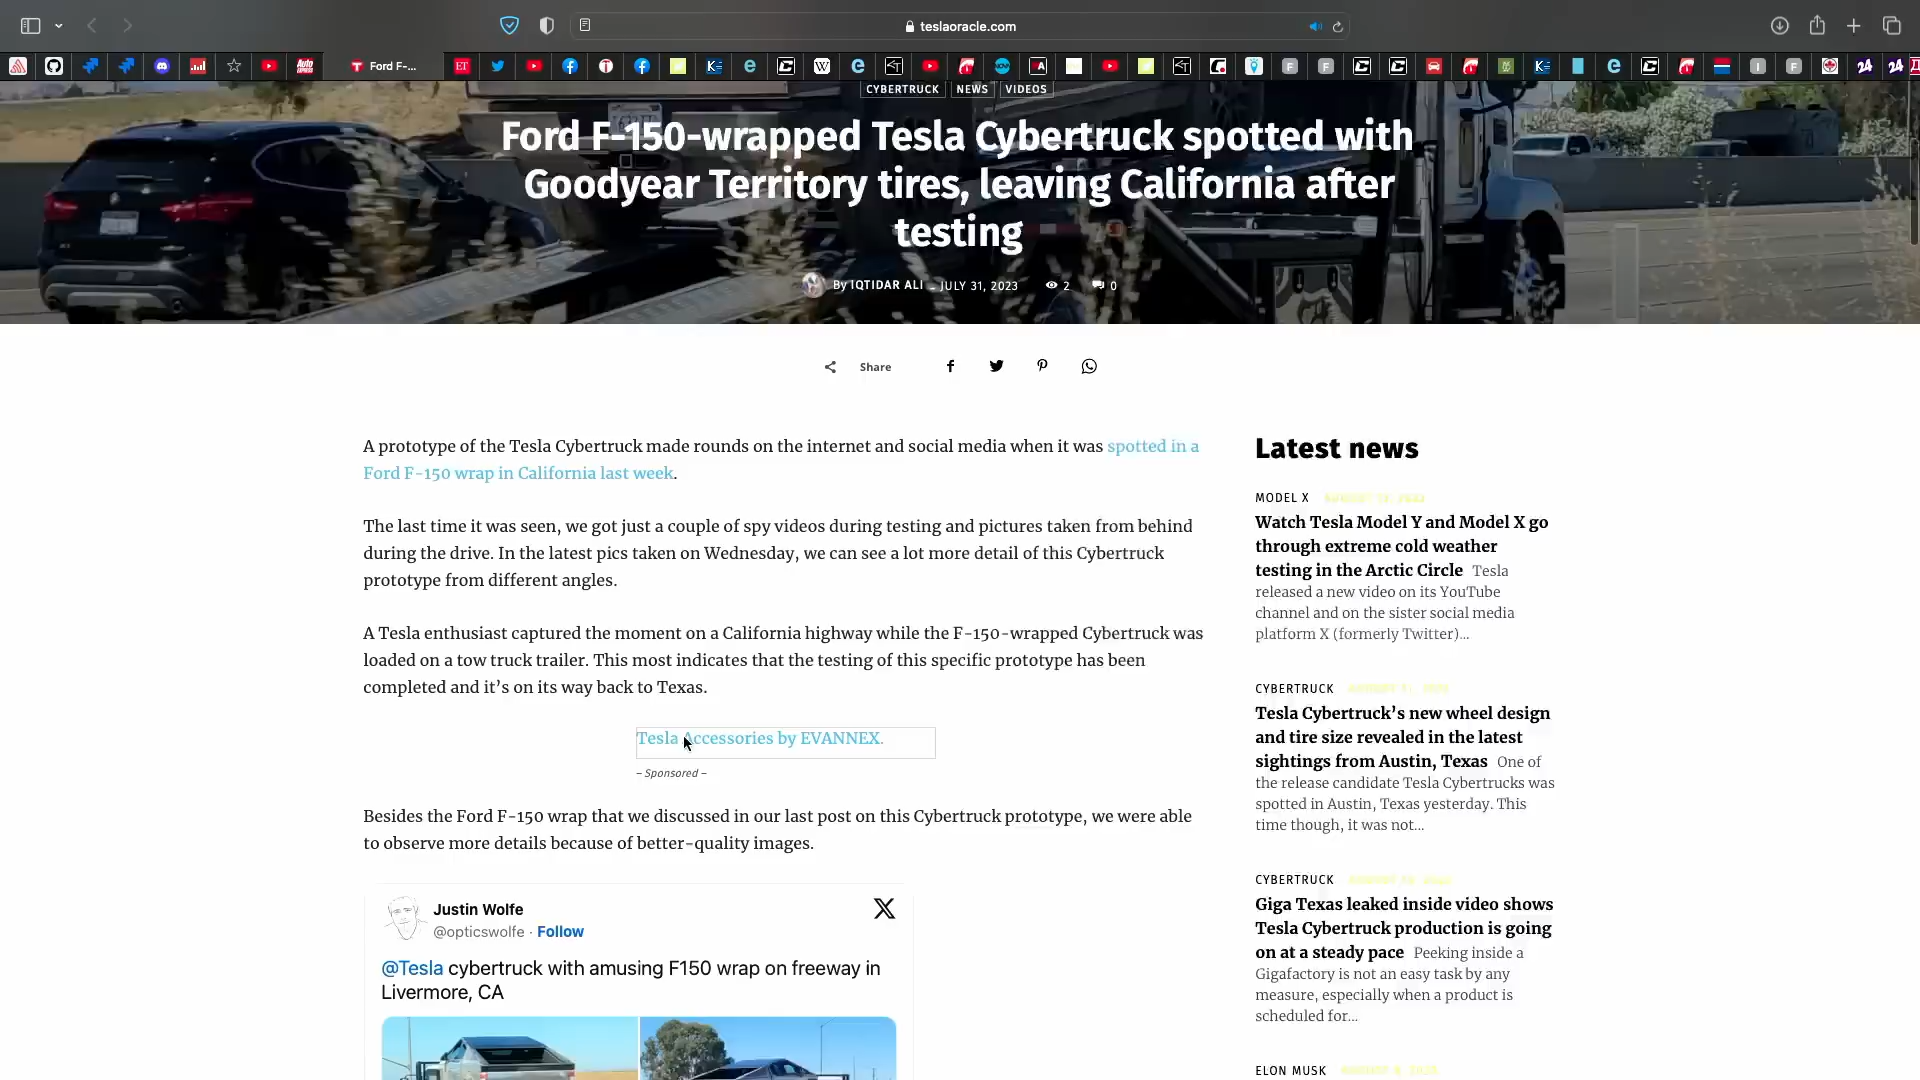 teslaoracle.com
Ford F-...
CYBERTRUCK NEWS VIDEOS
Ford F-150-wrapped Tesla Cybertruck spotted with
Goodyear Territory tires, leaving California after
testing
By IQTIDAR ALI - JULY 31, 2023 2 0
Share
A prototype of the Tesla Cybertruck made rounds on the internet and social media when it was spotted in a
Ford F-150 wrap in California last week.
The last time it was seen, we got just a couple of spy videos during testing and pictures taken from behind
during the drive. In the latest pics taken on Wednesday, we can see a lot more detail of this Cybertruck
prototype from different angles.
A Tesla enthusiast captured the moment on a California highway while the F-150-wrapped Cybertruck was
loaded on a tow truck trailer. This most indicates that the testing of this specific prototype has been
completed and it’s on its way back to Texas.
Tesla Accessories by EVANNEX.
– Sponsored –
Besides the Ford F-150 wrap that we discussed in our last post on this Cybertruck prototype, we were able
to observe more details because of better-quality images.
Justin Wolfe
@opticswolfe · Follow
@Tesla cybertruck with amusing F150 wrap on freeway in
Livermore, CA
Latest news
MODEL X
Watch Tesla Model Y and Model X go
through extreme cold weather
testing in the Arctic Circle Tesla
released a new video on its YouTube
channel and on the sister social media
platform X (formerly Twitter)...
CYBERTRUCK
Tesla Cybertruck’s new wheel design
and tire size revealed in the latest
sightings from Austin, Texas One of
the release candidate Tesla Cybertrucks was
spotted in Austin, Texas yesterday. This
time though, it was not...
CYBERTRUCK
Giga Texas leaked inside video shows
Tesla Cybertruck production is going
on at a steady pace Peeking inside a
Gigafactory is not an easy task by any
measure, especially when a product is
scheduled for...
ELON MUSK